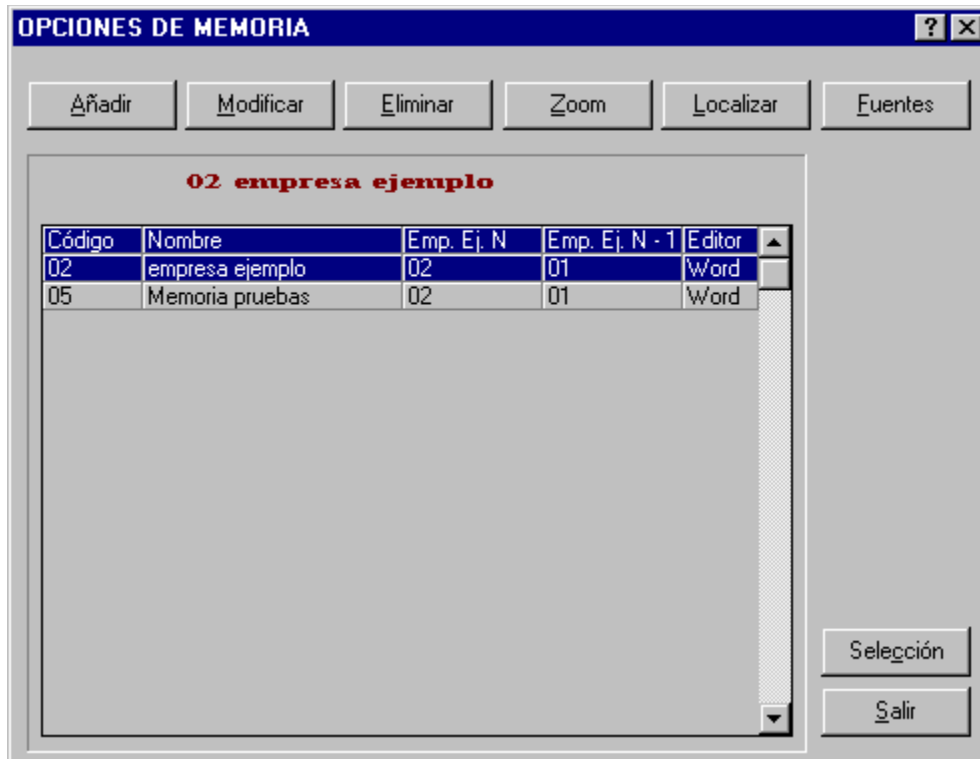 OPCIONES DE MEMORIA ?
Añadir Modificar Eliminar Zoom Localizar Fuentes
02 empresa ejemplo
Código Nombre Emp. Ej. N Emp. Ej. N - 1 Editor
02 empresa ejemplo 02 01 Word
05 Memoria pruebas 02 01 Word
Selección
Salir